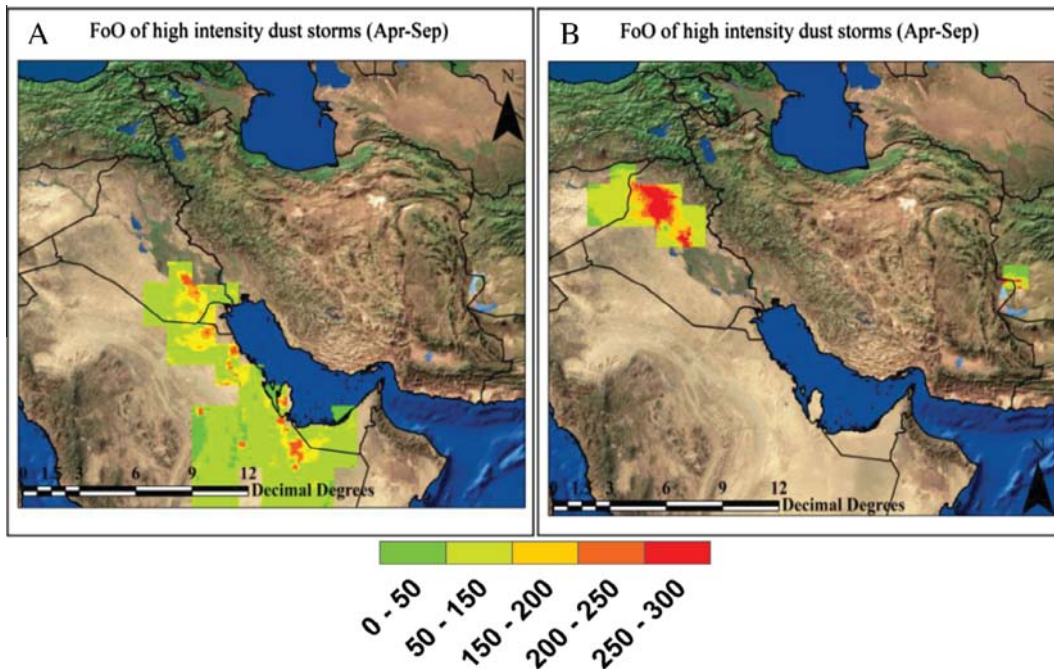 A FoO of high intensity dust storms (Apr-Sep)
N
0 1.5 3 6 9 12
Decimal Degrees
B FoO of high intensity dust storms (Apr-Sep)
0 1.5 3 6 9 12
Decimal Degrees
0 - 50
50 - 150
150 - 200
200 - 250
250 - 300